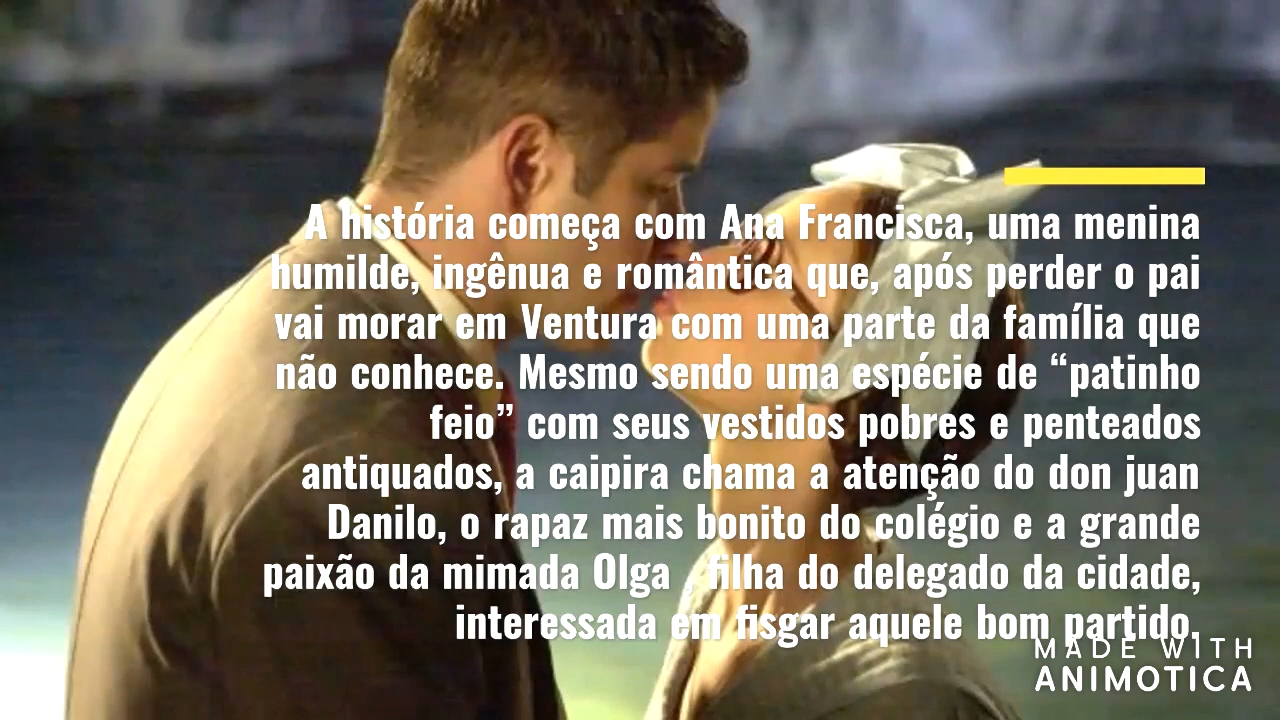 A história começa com Ana Francisca, uma menina
humilde, ingênua e romântica que, após perder o pai
vai morar em Ventura com uma parte da família que
não conhece. Mesmo sendo uma espécie de “patinho
feio” com seus vestidos pobres e penteados
antiquados, a caipira chama a atenção do don juan
Danilo, o rapaz mais bonito do colégio e a grande
paixão da mimada Olga , filha do delegado da cidade,
interessada em fisgar aquele bom partido.
MADE WITH
ANIMOTICA